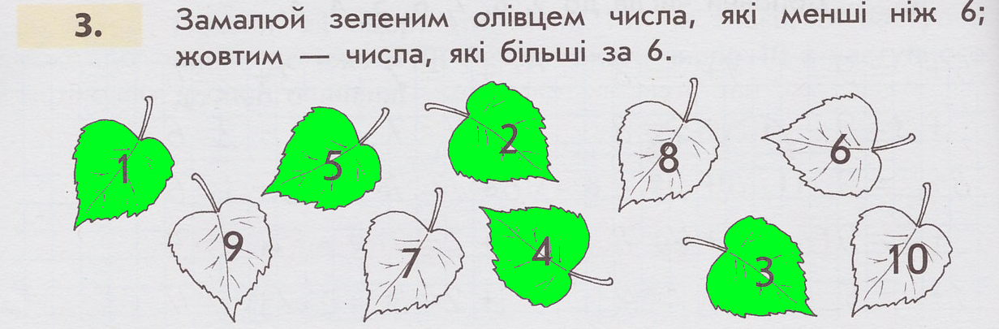 3. Замалюй зеленим олівцем числа, які менші ніж 6;
жовтим — числа, які більші за 6.
1 5 2 8 6
9 7 4 3 10